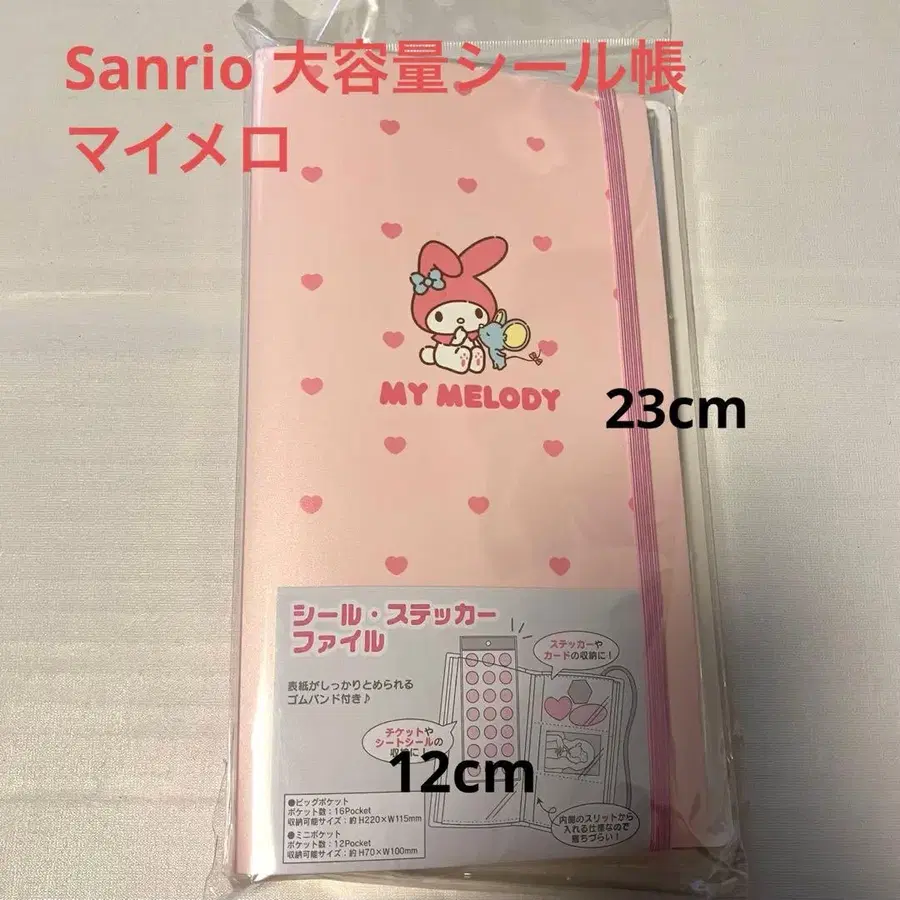 Sanrio 大容量シール帳
マイメロ
MY MELODY
23cm
シール・ステッカー
ファイル
表紙がしっかりとめられる
ゴムバンド付き♪
ステッカーや
カードの収納に！
チケットや
シートシールの
収納に！
12cm
●ビッグポケット
ポケット数：16Pocket
収納可能サイズ：約 H220×W115mm
●ミニポケット
ポケット数：12Pocket
収納可能サイズ：約 H70×W100mm
内側のスリットから
入れる仕様なので
落ちづらい！